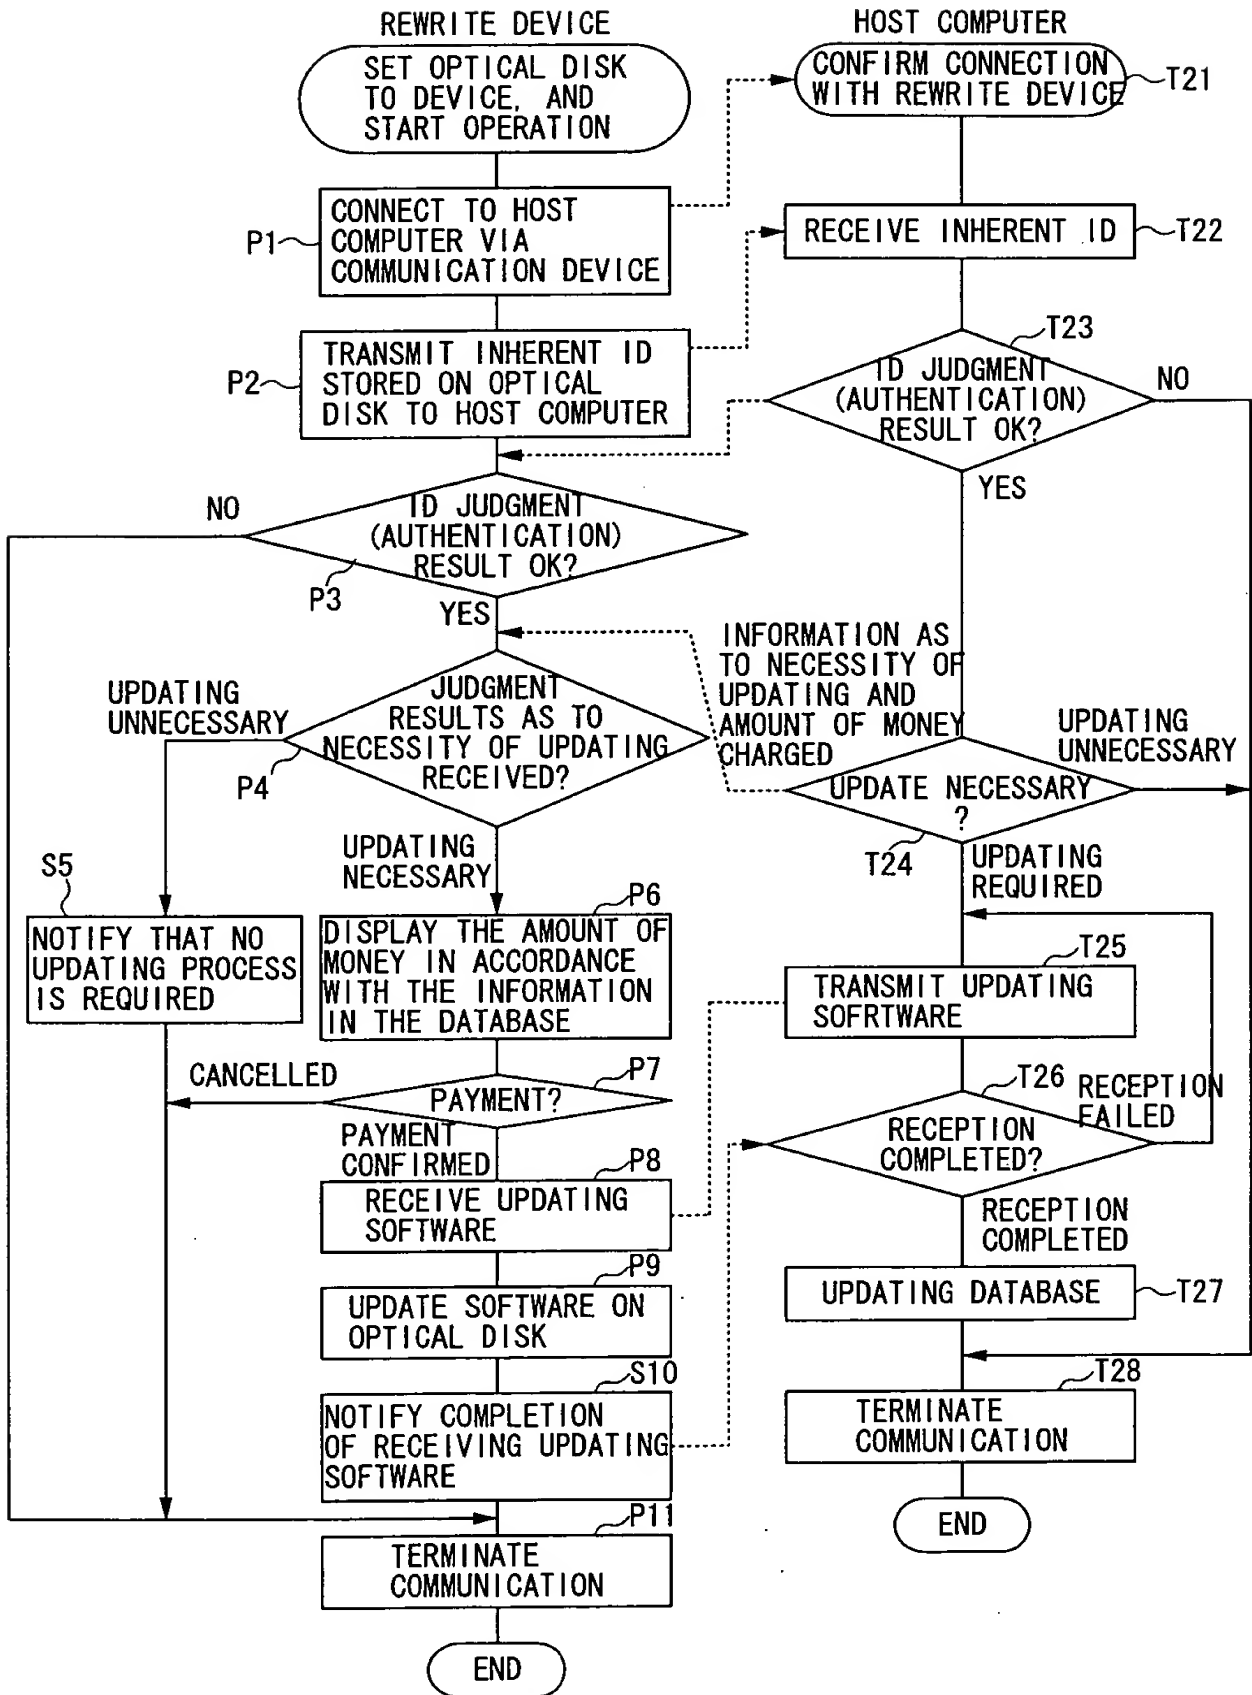 REWRITE DEVICE
SET OPTICAL DISK
TO DEVICE, AND
START OPERATION
P1
CONNECT TO HOST
COMPUTER VIA
COMMUNICATION DEVICE
P2
TRANSMIT INHERENT ID
STORED ON OPTICAL
DISK TO HOST COMPUTER
NO
ID JUDGMENT
(AUTHENTICATION)
RESULT OK?
P3
YES
UPDATING
UNNECESSARY
JUDGMENT
RESULTS AS TO
NECESSITY OF UPDATING
RECEIVED?
P4
UPDATING
NECESSARY
S5
NOTIFY THAT NO
UPDATING PROCESS
IS REQUIRED
P6
DISPLAY THE AMOUNT OF
MONEY IN ACCORDANCE
WITH THE INFORMATION
IN THE DATABASE
CANCELLED
P7
PAYMENT?
PAYMENT
CONFIRMED
P8
RECEIVE UPDATING
SOFTWARE
P9
UPDATE SOFTWARE ON
OPTICAL DISK
S10
NOTIFY COMPLETION
OF RECEIVING UPDATING
SOFTWARE
P11
TERMINATE
COMMUNICATION
END
HOST COMPUTER
CONFIRM CONNECTION
WITH REWRITE DEVICE
T21
RECEIVE INHERENT ID
T22
T23
ID JUDGMENT
(AUTHENTICATION)
RESULT OK?
NO
YES
INFORMATION AS
TO NECESSITY OF
UPDATING AND
AMOUNT OF MONEY
CHARGED
UPDATING
UNNECESSARY
UPDATE NECESSARY
?
T24
UPDATING
REQUIRED
T25
TRANSMIT UPDATING
SOFRTWARE
T26
RECEPTION
FAILED
RECEPTION
COMPLETED?
RECEPTION
COMPLETED
UPDATING DATABASE
T27
T28
TERMINATE
COMMUNICATION
END